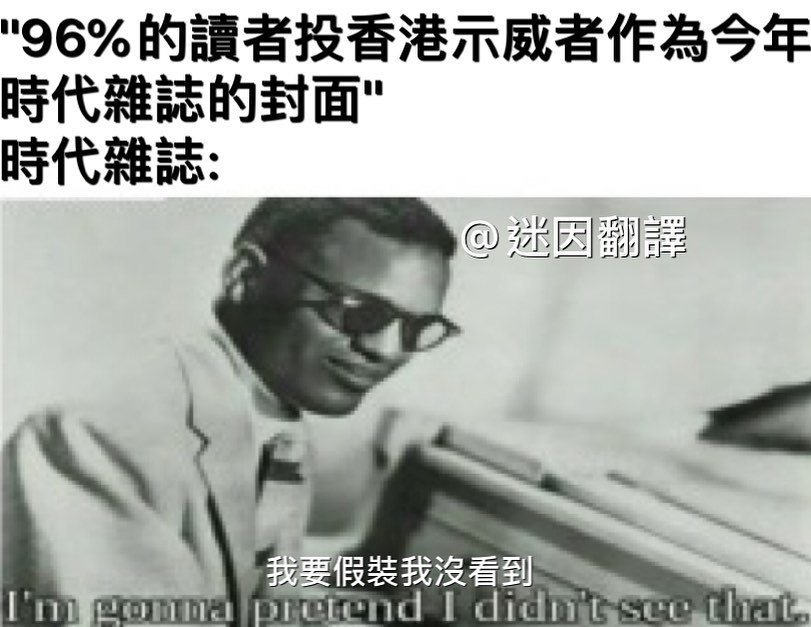 "96%的讀者投香港示威者作為今年
時代雜誌的封面"
時代雜誌:
@迷因翻譯
我要假裝我沒看到
I'm gonna pretend I didn't see that.